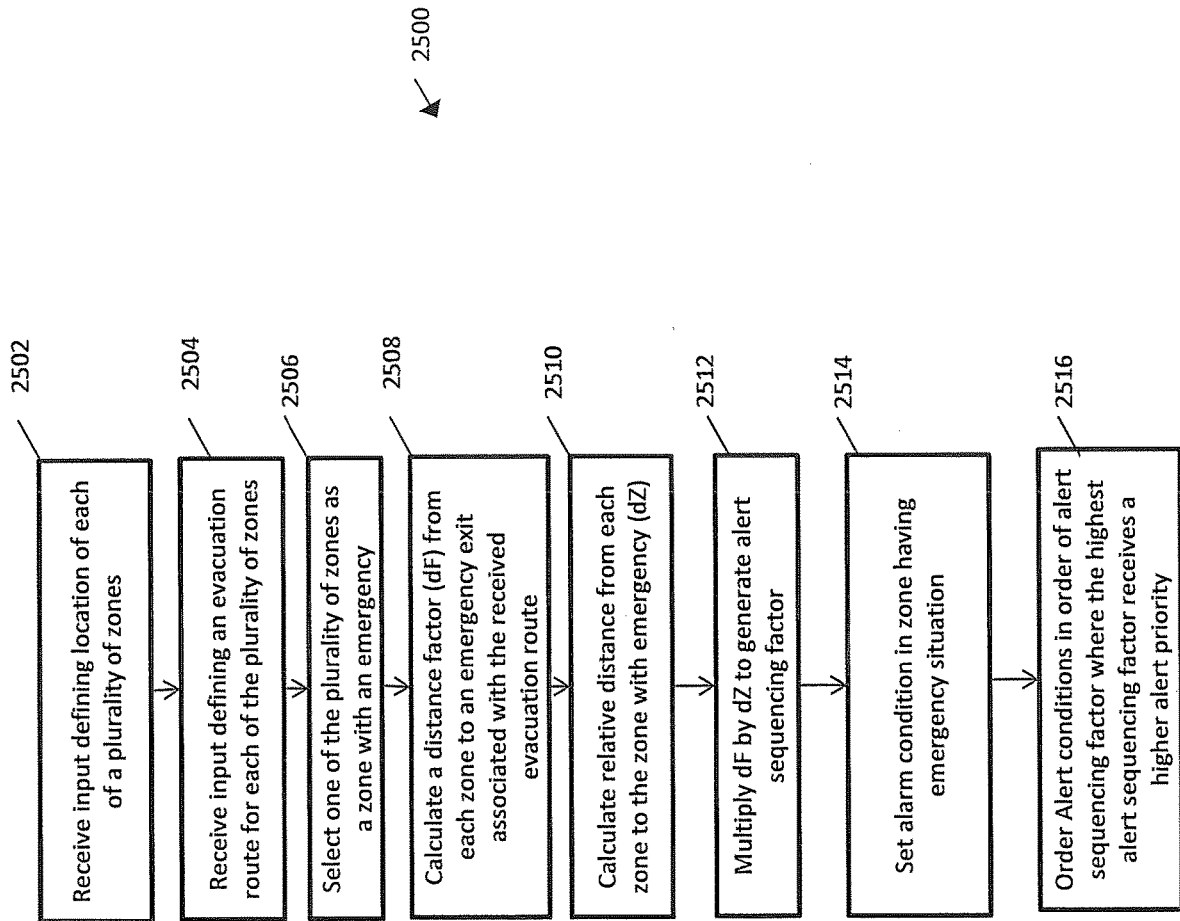 2500
2502
Receive input defining location of each
of a plurality of zones
2504
Receive input defining an evacuation
route for each of the plurality of zones
2506
Select one of the plurality of zones as
a zone with an emergency
2508
Calculate a distance factor (dF) from
each zone to an emergency exit
associated with the received
evacuation route
2510
Calculate relative distance from each
zone to the zone with emergency (dZ)
2512
Multiply dF by dZ to generate alert
sequencing factor
2514
Set alarm condition in zone having
emergency situation
2516
Order Alert conditions in order of alert
sequencing factor where the highest
alert sequencing factor receives a
higher alert priority